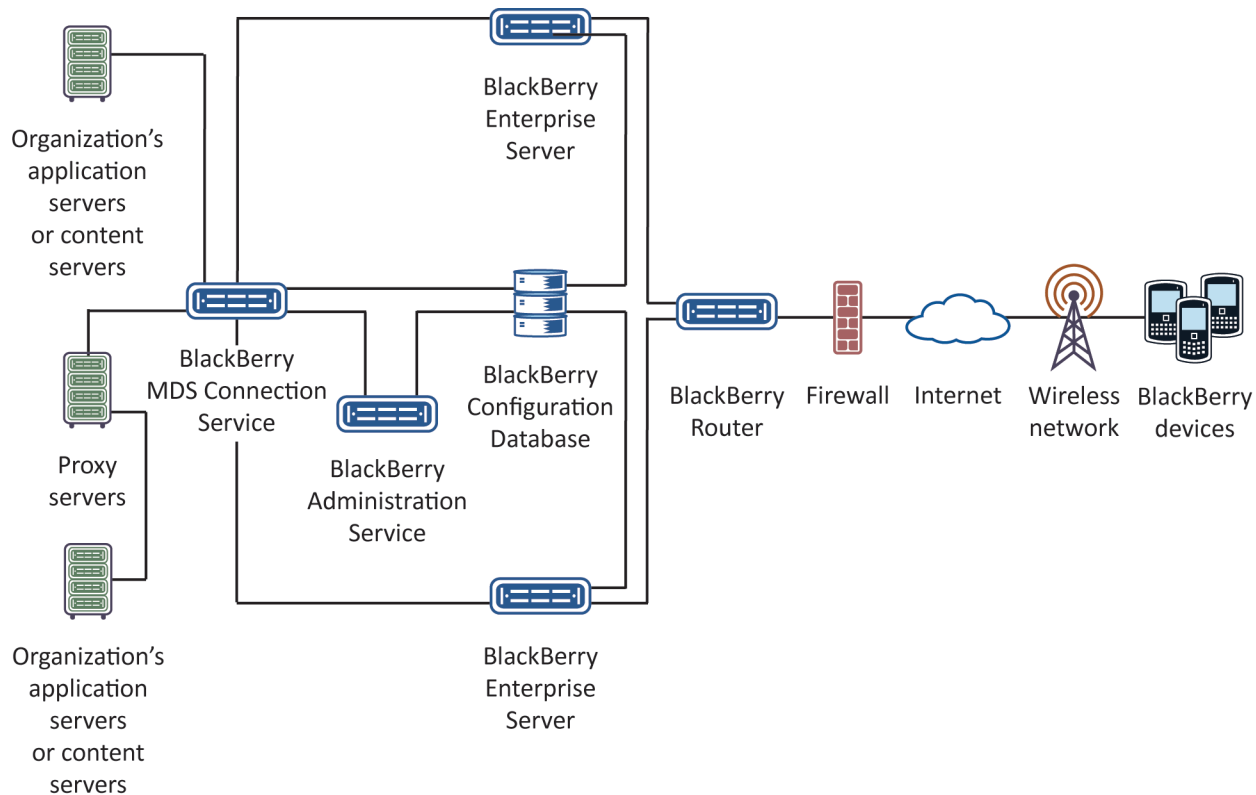 BlackBerry
Enterprise
Server
Organization's
application
servers
or content
servers
BlackBerry
MDS Connection
Service
BlackBerry
Configuration
Database
BlackBerry
Router
Firewall
Internet
Wireless
network
BlackBerry
devices
Proxy
servers
BlackBerry
Administration
Service
Organization's
application
servers
or content
servers
BlackBerry
Enterprise
Server